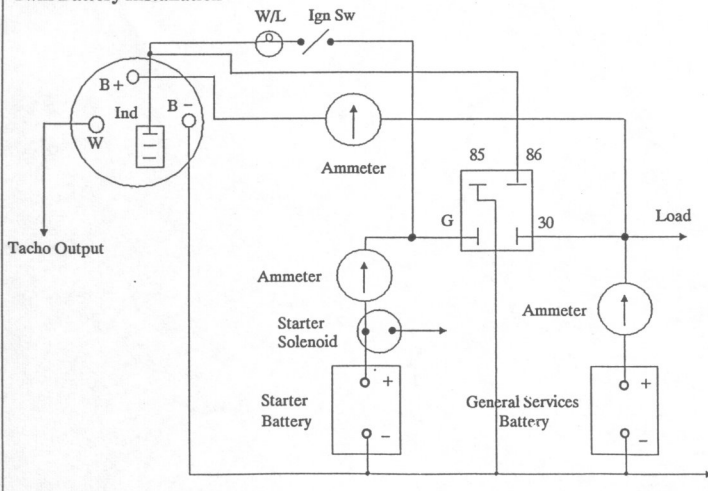 W/L Ign Sw
B+
Ind
B-
W
Ammeter
85 86
G
30
Load
Tacho Output
Ammeter
Ammeter
Starter
Solenoid
+
+
Starter
Battery
General Services
Battery
-
-